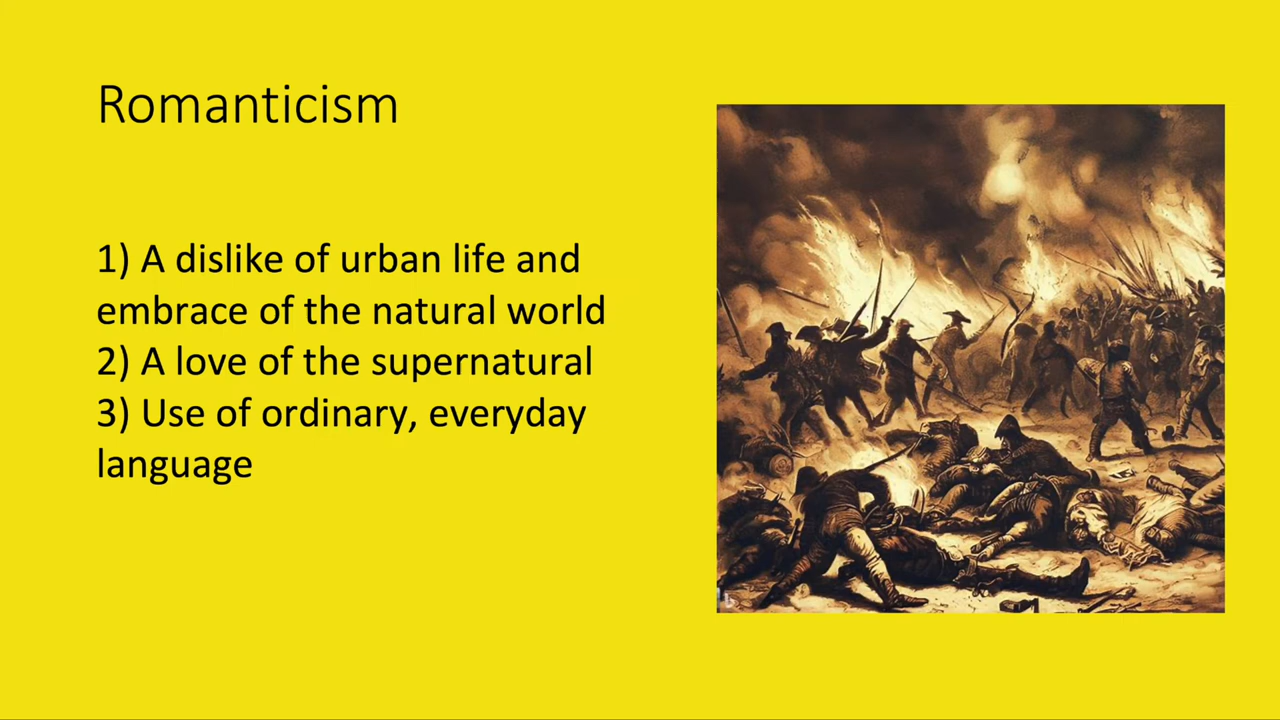 Romanticism
1) A dislike of urban life and
embrace of the natural world
2) A love of the supernatural
3) Use of ordinary, everyday
language